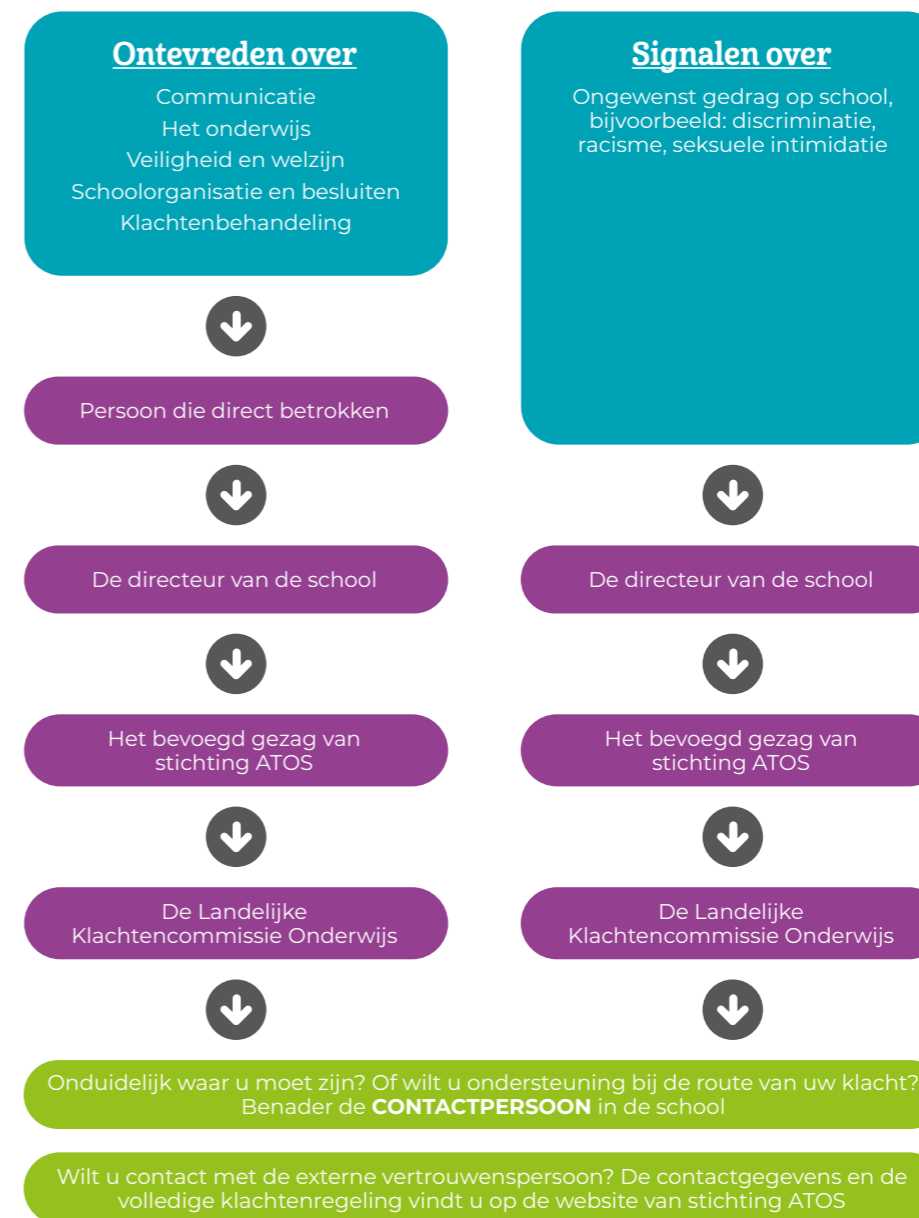 Ontevreden over
Communicatie
Het onderwijs
Veiligheid en welzijn
Schoolorganisatie en besluiten
Klachtenbehandeling
Persoon die direct betrokken
De directeur van de school
Het bevoegd gezag van
stichting ATOS
De Landelijke
Klachtencommissie Onderwijs
Signalen over
Ongewenst gedrag op school,
bijvoorbeeld: discriminatie,
racisme, seksuele intimidatie
De directeur van de school
Het bevoegd gezag van
stichting ATOS
De Landelijke
Klachtencommissie Onderwijs
Onduidelijk waar u moet zijn? Of wilt u ondersteuning bij de route van uw klacht?
Benader de CONTACTPERSOON in de school
Wilt u contact met de externe vertrouwenspersoon? De contactgegevens en de
volledige klachtenregeling vindt u op de website van stichting ATOS